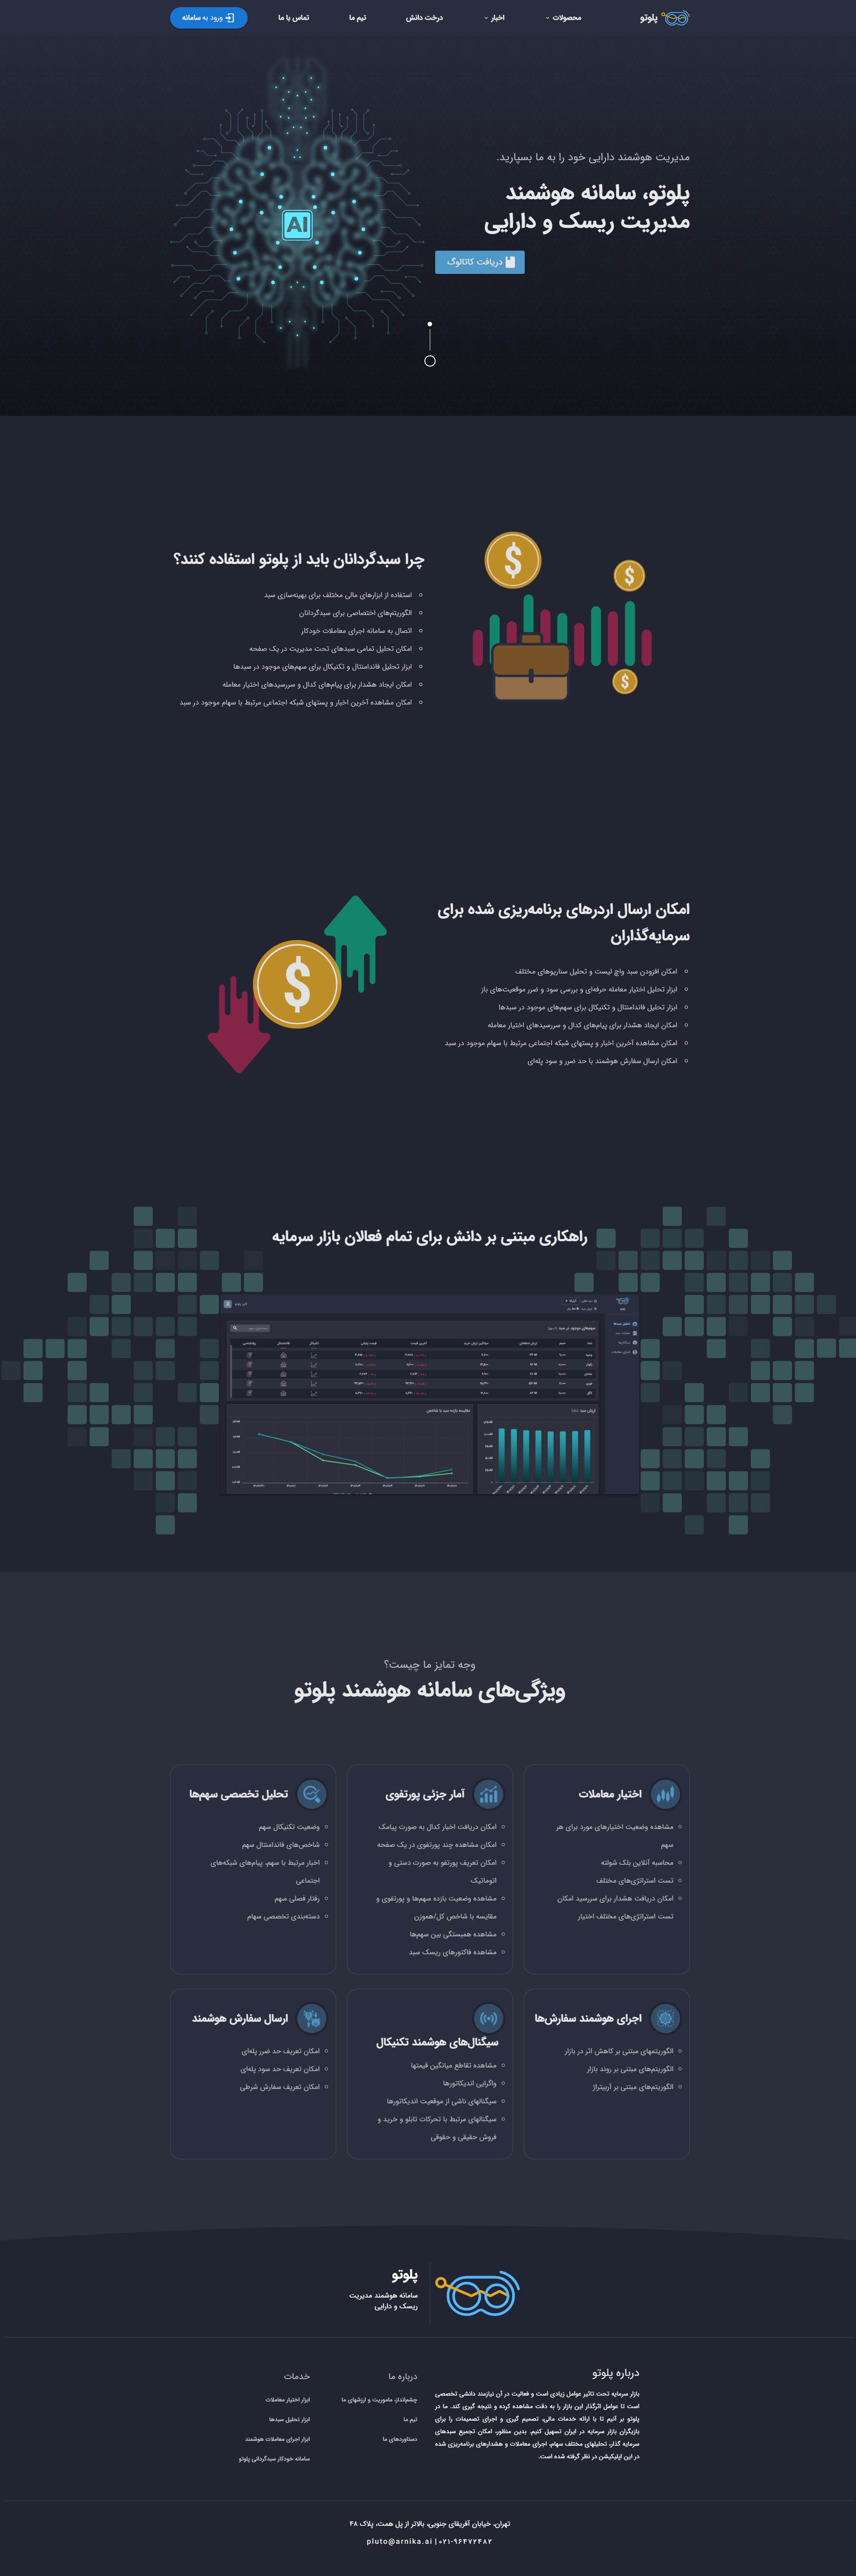 پلوتو
محصولات
اخبار
درخت دانش
تیم ما
تماس با ما
ورود به سامانه
مدیریت هوشمند دارایی خود را به ما بسپارید.
پلوتو، سامانه هوشمند
مدیریت ریسک و دارایی
دریافت کاتالوگ
AI
چرا سبدگردانان باید از پلوتو استفاده کنند؟
استفاده از ابزارهای مالی مختلف برای بهینه‌سازی سبد
الگوریتم‌های اختصاصی برای سبدگردانان
اتصال به سامانه اجرای معاملات خودکار
امکان تحلیل تمامی سبدهای تحت مدیریت در یک صفحه
ابزار تحلیل فاندامنتال و تکنیکال برای سهم‌های موجود در سبدها
امکان ایجاد هشدار برای پیام‌های کدال و سررسیدهای اختیار معامله
امکان مشاهده آخرین اخبار و پستهای شبکه اجتماعی مرتبط با سهام موجود در سبد
امکان ارسال اردرهای برنامه‌ریزی شده برای
سرمایه‌گذاران
امکان افزودن سبد واچ لیست و تحلیل سناریوهای مختلف
ابزار تحلیل اختیار معامله حرفه‌ای و بررسی سود و ضرر موقعیت‌های باز
ابزار تحلیل فاندامنتال و تکنیکال برای سهم‌های موجود در سبدها
امکان ایجاد هشدار برای پیام‌های کدال و سررسیدهای اختیار معامله
امکان مشاهده آخرین اخبار و پستهای شبکه اجتماعی مرتبط با سهام موجود در سبد
امکان ارسال سفارش هوشمند با حد ضرر و سود پله‌ای
راهکاری مبتنی بر دانش برای تمام فعالان بازار سرمایه
وجه تمایز ما چیست؟
ویژگی‌های سامانه هوشمند پلوتو
اختیار معاملات
مشاهده وضعیت اختیارهای مورد برای هر
سهم
محاسبه آنلاین بلک شولته
تست استراتژی‌های مختلف
امکان دریافت هشدار برای سررسید امکان
تست استراتژی‌های مختلف اختیار
آمار جزئی پورتفوی
امکان دریافت اخبار کدال به صورت پیامک
امکان مشاهده چند پورتفوی در یک صفحه
امکان تعریف پورتفو به صورت دستی و
اتوماتیک
مشاهده وضعیت بازده سهم‌ها و پورتفوی و
مقایسه با شاخص کل/هموزن
مشاهده همبستگی بین سهم‌ها
مشاهده فاکتورهای ریسک سبد
تحلیل تخصصی سهم‌ها
وضعیت تکنیکال سهم
شاخص‌های فاندامنتال سهم
اخبار مرتبط با سهم، پیام‌های شبکه‌های
اجتماعی
رفتار فصلی سهم
دسته‌بندی تخصصی سهام
اجرای هوشمند سفارش‌ها
الگوریتمهای مبتنی بر کاهش اثر در بازار
الگوریتم‌های مبتنی بر روند بازار
الگوریتم‌های مبتنی بر آربیتراژ
سیگنال‌های هوشمند تکنیکال
مشاهده تقاطع میانگین قیمتها
واگرایی اندیکاتورها
سیگنالهای ناشی از موقعیت اندیکاتورها
سیگنالهای مرتبط با تحرکات تابلو و خرید و
فروش حقیقی و حقوقی
ارسال سفارش هوشمند
امکان تعریف حد ضرر پله‌ای
امکان تعریف حد سود پله‌ای
امکان تعریف سفارش شرطی
پلوتو
سامانه هوشمند مدیریت
ریسک و دارایی
درباره پلوتو
بازار سرمایه تحت تاثیر عوامل زیادی است و فعالیت در آن نیازمند دانشی تخصصی
است تا عوامل اثرگذار این بازار را به دقت مشاهده کرده و نتیجه گیری کند. ما در
پلوتو بر آنیم تا با ارائه خدمات مالی، تصمیم گیری و اجرای تصمیمات را برای
بازیگران بازار سرمایه در ایران تسهیل کنیم. بدین منظور، امکان تجمیع سبدهای
سرمایه گذار، تحلیلهای مختلف سهام، اجرای معاملات و هشدارهای برنامه‌ریزی شده
در این اپلیکیشن در نظر گرفته شده است.
درباره ما
چشم‌انداز، ماموریت و ارزشهای ما
تیم ما
دستاوردهای ما
خدمات
ابزار اختیار معاملات
ابزار تحلیل سبدها
ابزار اجرای معاملات هوشمند
سامانه خودکار سبدگردانی پلوتو
تهران، خیابان آفریقای جنوبی، بالاتر از پل همت، پلاک ۴۸
pluto@arnika.ai | ۰۲۱-۹۶۴۷۲۴۸۲